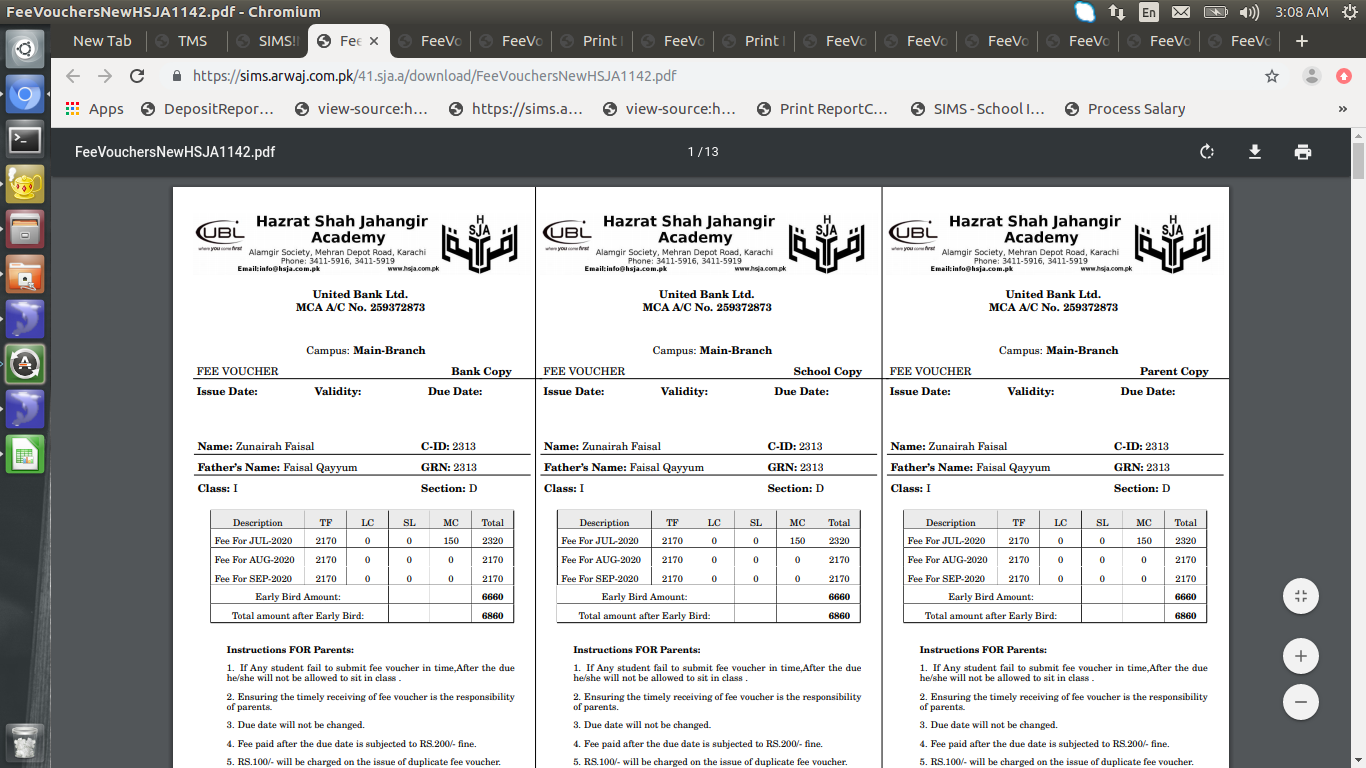 FeeVouchersNewHSJA1142.pdf - Chromium
En
3:08 AM
New Tab
TMS
SIMS!!
Fee
FeeVo
FeeVo
Print
FeeVo
Print
FeeVo
FeeVo
FeeVo
FeeVo
FeeVo
FeeVo
https://sims.arwaj.com.pk/41.sja.a/download/FeeVouchersNewHSJA1142.pdf
Apps
DepositRepor...
view-source:h...
https://sims.a...
view-source:h...
Print ReportC...
SIMS - School I...
Process Salary
»
FeeVouchersNewHSJA1142.pdf
1 / 13
UBL
where you come first
Hazrat Shah Jahangir
Academy
Alamgir Society, Mehran Depot Road, Karachi
Phone: 3411-5916, 3411-5919
Email:info@hsja.com.pk www.hsja.com.pk
H
SJA
United Bank Ltd.
MCA A/C No. 259372873
Campus: Main-Branch
FEE VOUCHER Bank Copy
Issue Date: Validity: Due Date:
Name: Zunairah Faisal C-ID: 2313
Father's Name: Faisal Qayyum GRN: 2313
Class: I Section: D
Description TF LC SL MC Total
Fee For JUL-2020 2170 0 0 150 2320
Fee For AUG-2020 2170 0 0 0 2170
Fee For SEP-2020 2170 0 0 0 2170
Early Bird Amount: 6660
Total amount after Early Bird: 6860
Instructions FOR Parents:
1. If Any student fail to submit fee voucher in time,After the due
he/she will not be allowed to sit in class .
2. Ensuring the timely receiving of fee voucher is the responsibility
of parents.
3. Due date will not be changed.
4. Fee paid after the due date is subjected to RS.200/- fine.
5. RS.100/- will be charged on the issue of duplicate fee voucher.
UBL
where you come first
Hazrat Shah Jahangir
Academy
Alamgir Society, Mehran Depot Road, Karachi
Phone: 3411-5916, 3411-5919
Email:info@hsja.com.pk www.hsja.com.pk
H
SJA
United Bank Ltd.
MCA A/C No. 259372873
Campus: Main-Branch
FEE VOUCHER School Copy
Issue Date: Validity: Due Date:
Name: Zunairah Faisal C-ID: 2313
Father's Name: Faisal Qayyum GRN: 2313
Class: I Section: D
Description TF LC SL MC Total
Fee For JUL-2020 2170 0 0 150 2320
Fee For AUG-2020 2170 0 0 0 2170
Fee For SEP-2020 2170 0 0 0 2170
Early Bird Amount: 6660
Total amount after Early Bird: 6860
Instructions FOR Parents:
1. If Any student fail to submit fee voucher in time,After the due
he/she will not be allowed to sit in class .
2. Ensuring the timely receiving of fee voucher is the responsibility
of parents.
3. Due date will not be changed.
4. Fee paid after the due date is subjected to RS.200/- fine.
5. RS.100/- will be charged on the issue of duplicate fee voucher.
UBL
where you come first
Hazrat Shah Jahangir
Academy
Alamgir Society, Mehran Depot Road, Karachi
Phone: 3411-5916, 3411-5919
Email:info@hsja.com.pk www.hsja.com.pk
H
SJA
United Bank Ltd.
MCA A/C No. 259372873
Campus: Main-Branch
FEE VOUCHER Parent Copy
Issue Date: Validity: Due Date:
Name: Zunairah Faisal C-ID: 2313
Father's Name: Faisal Qayyum GRN: 2313
Class: I Section: D
Description TF LC SL MC Total
Fee For JUL-2020 2170 0 0 150 2320
Fee For AUG-2020 2170 0 0 0 2170
Fee For SEP-2020 2170 0 0 0 2170
Early Bird Amount: 6660
Total amount after Early Bird: 6860
Instructions FOR Parents:
1. If Any student fail to submit fee voucher in time,After the due
he/she will not be allowed to sit in class .
2. Ensuring the timely receiving of fee voucher is the responsibility
of parents.
3. Due date will not be changed.
4. Fee paid after the due date is subjected to RS.200/- fine.
5. RS.100/- will be charged on the issue of duplicate fee voucher.